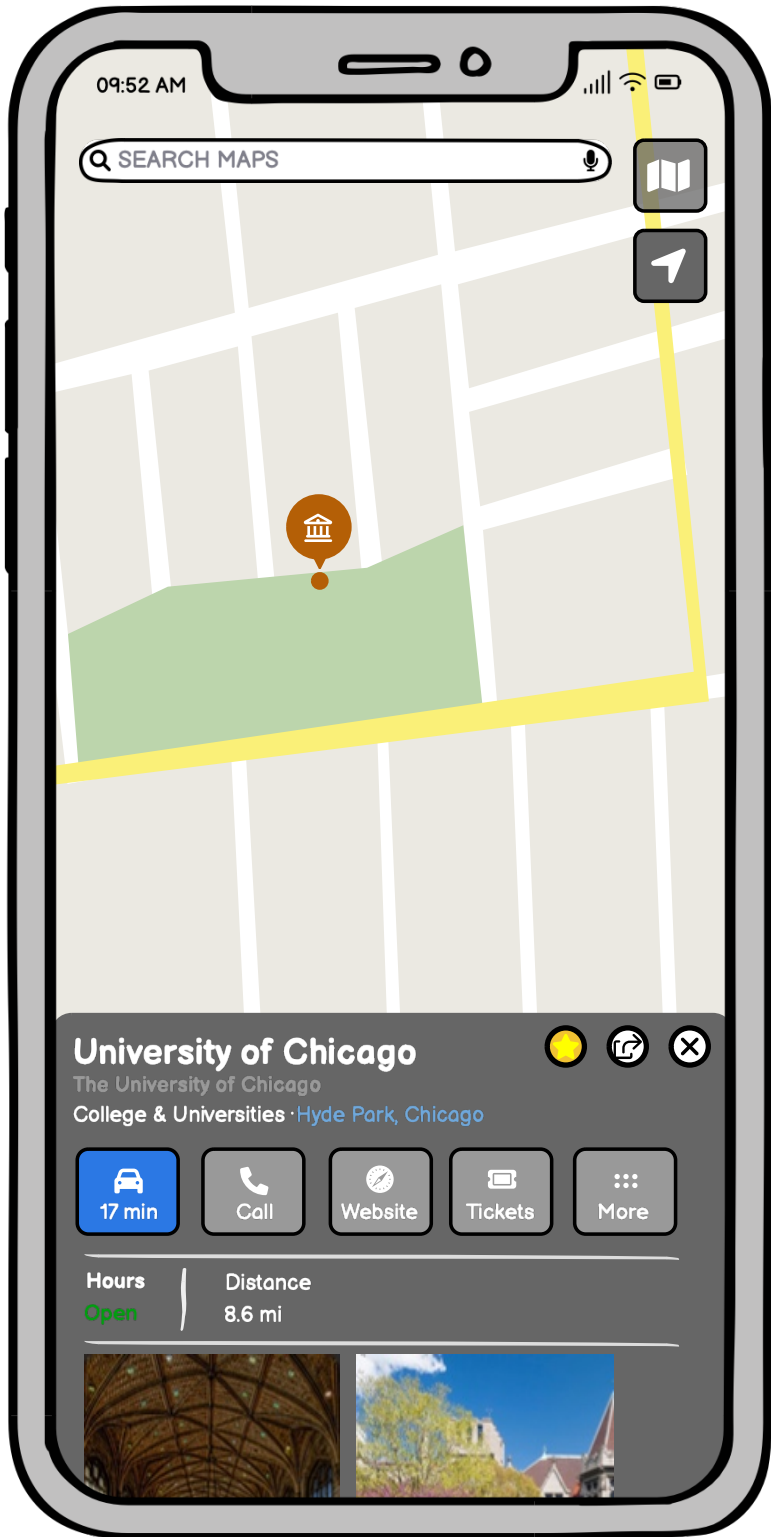 09:52 AM
SEARCH MAPS
University of Chicago
The University of Chicago
College & Universities · Hyde Park, Chicago
17 min
Call
Website
Tickets
More
Hours
Distance
Open
8.6 mi